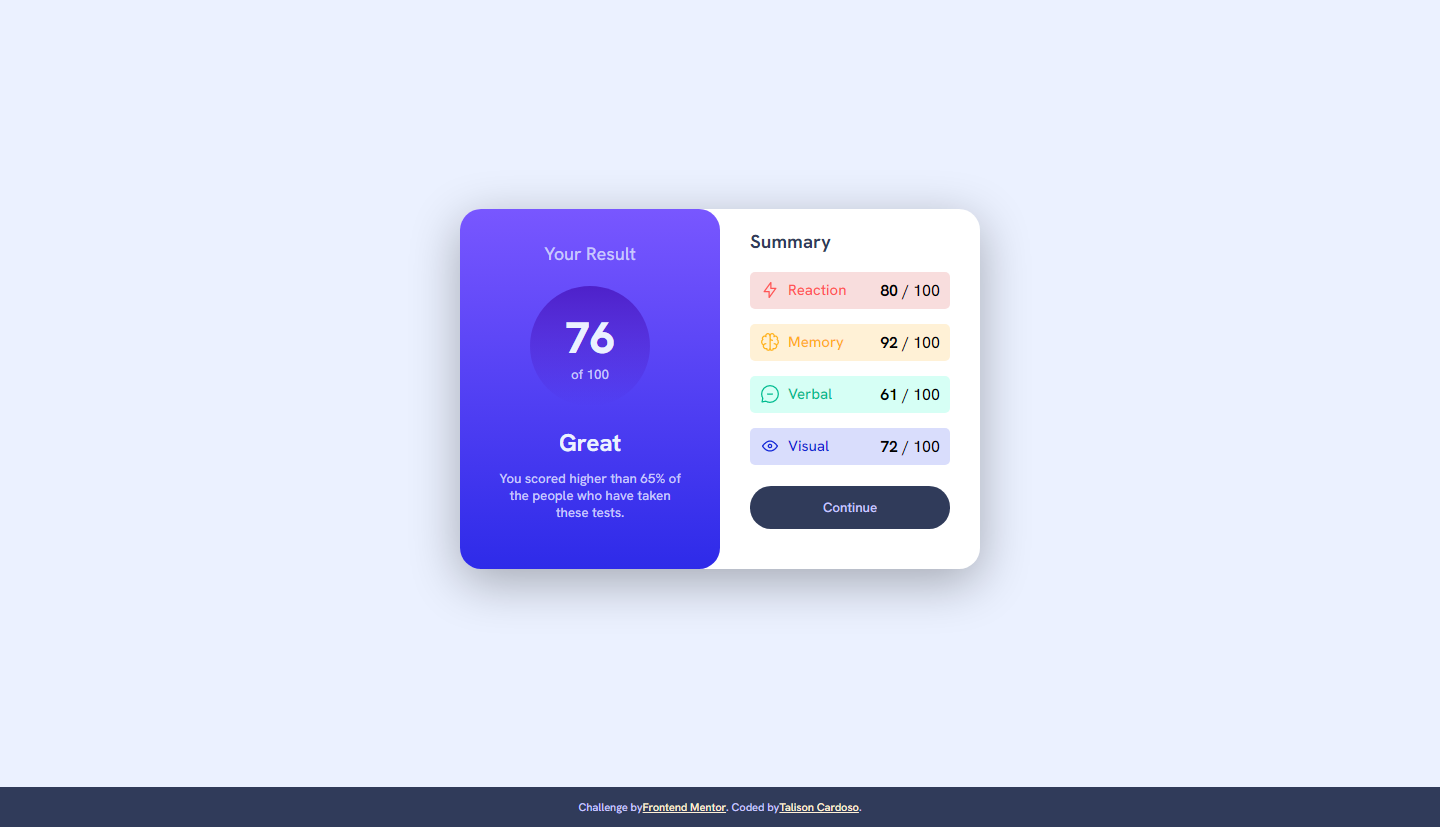 Your Result
76
of 100
Great
You scored higher than 65% of
the people who have taken
these tests.
Summary
Reaction 80 / 100
Memory 92 / 100
Verbal 61 / 100
Visual 72 / 100
Continue
Challenge byFrontend Mentor. Coded byTalison Cardoso.